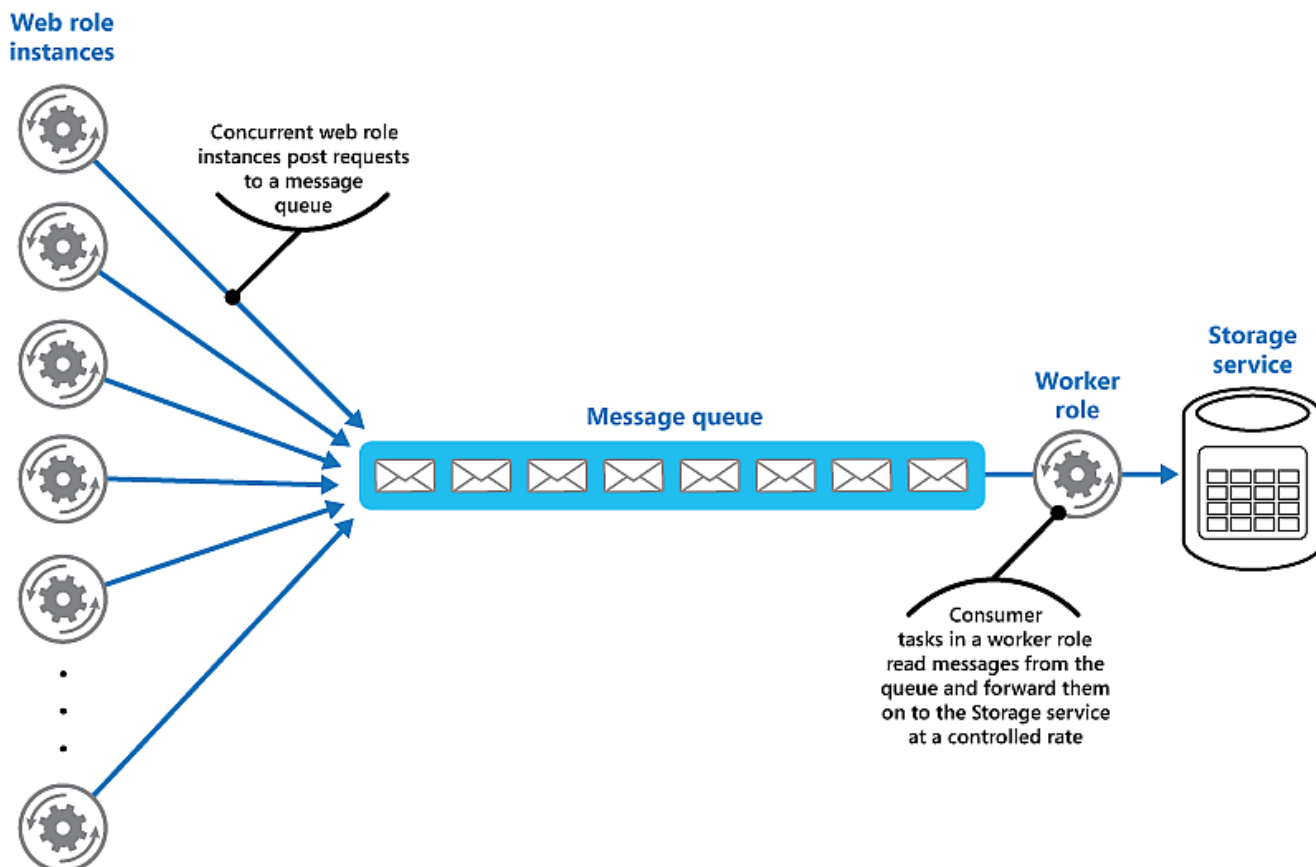 Web role
instances
Concurrent web role
instances post requests
to a message
queue
Message queue
Worker
role
Storage
service
Consumer
tasks in a worker role
read messages from the
queue and forward them
on to the Storage service
at a controlled rate